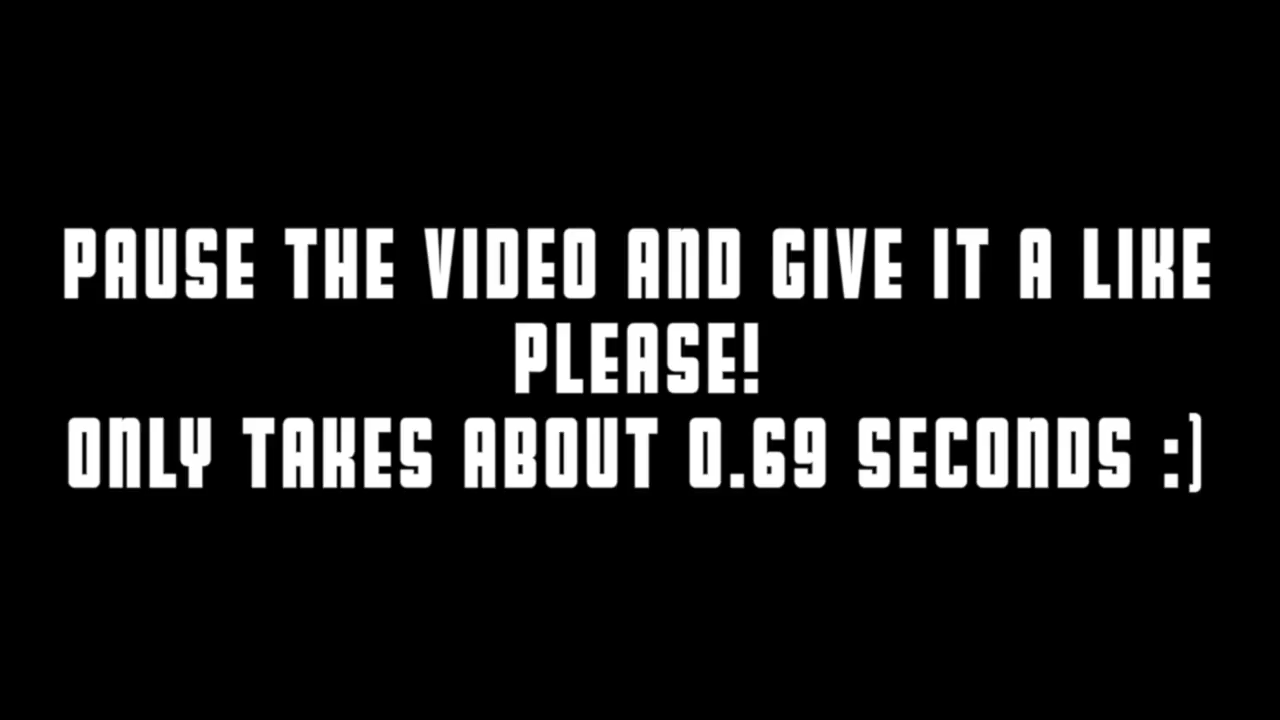 PAUSE THE VIDEO AND GIVE IT A LIKE
PLEASE!
ONLY TAKES ABOUT 0.69 SECONDS :)